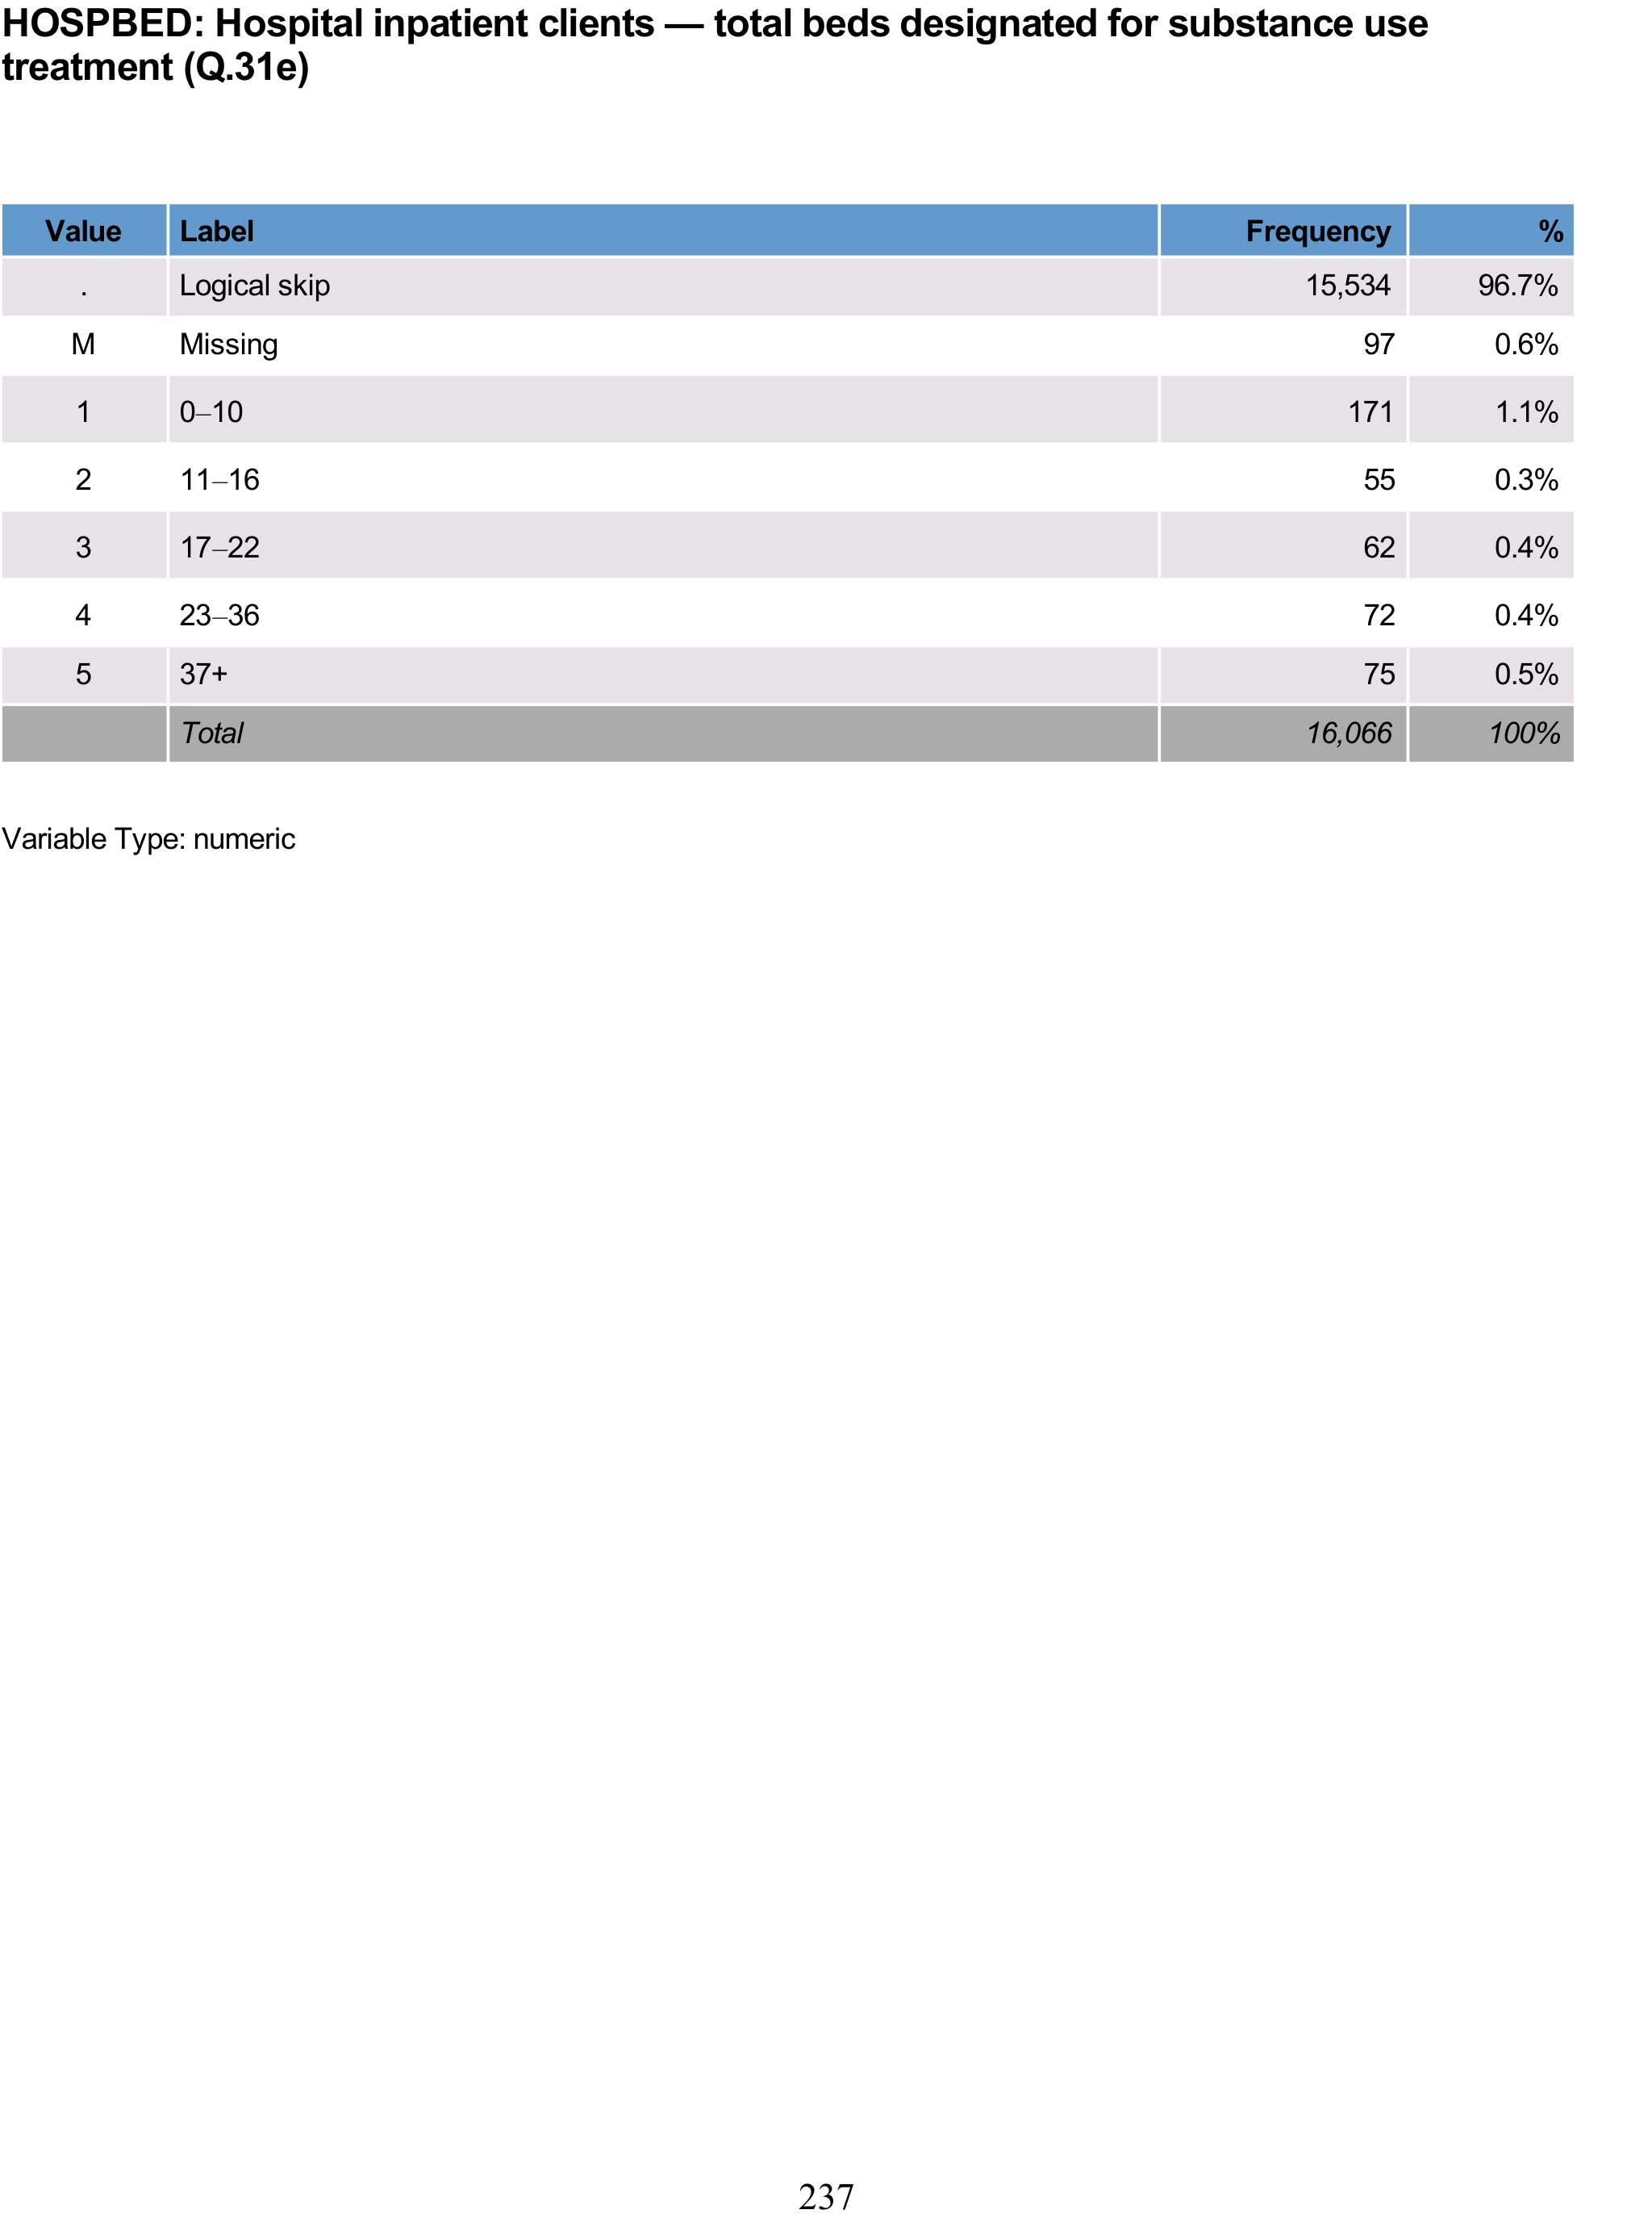 HOSPBED: Hospital inpatient clients — total beds designated for substance use
treatment (Q.31e)
Value Label Frequency %
. Logical skip 15,534 96.7%
M Missing 97 0.6%
1 0–10 171 1.1%
2 11–16 55 0.3%
3 17–22 62 0.4%
4 23–36 72 0.4%
5 37+ 75 0.5%
Total 16,066 100%
Variable Type: numeric
237